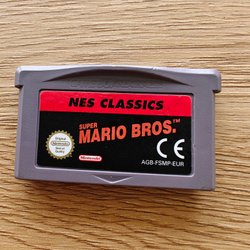 NES CLASSICS
SUPER
MARIO BROS.™
Nintendo
CE
AGB-FSMP-EUR